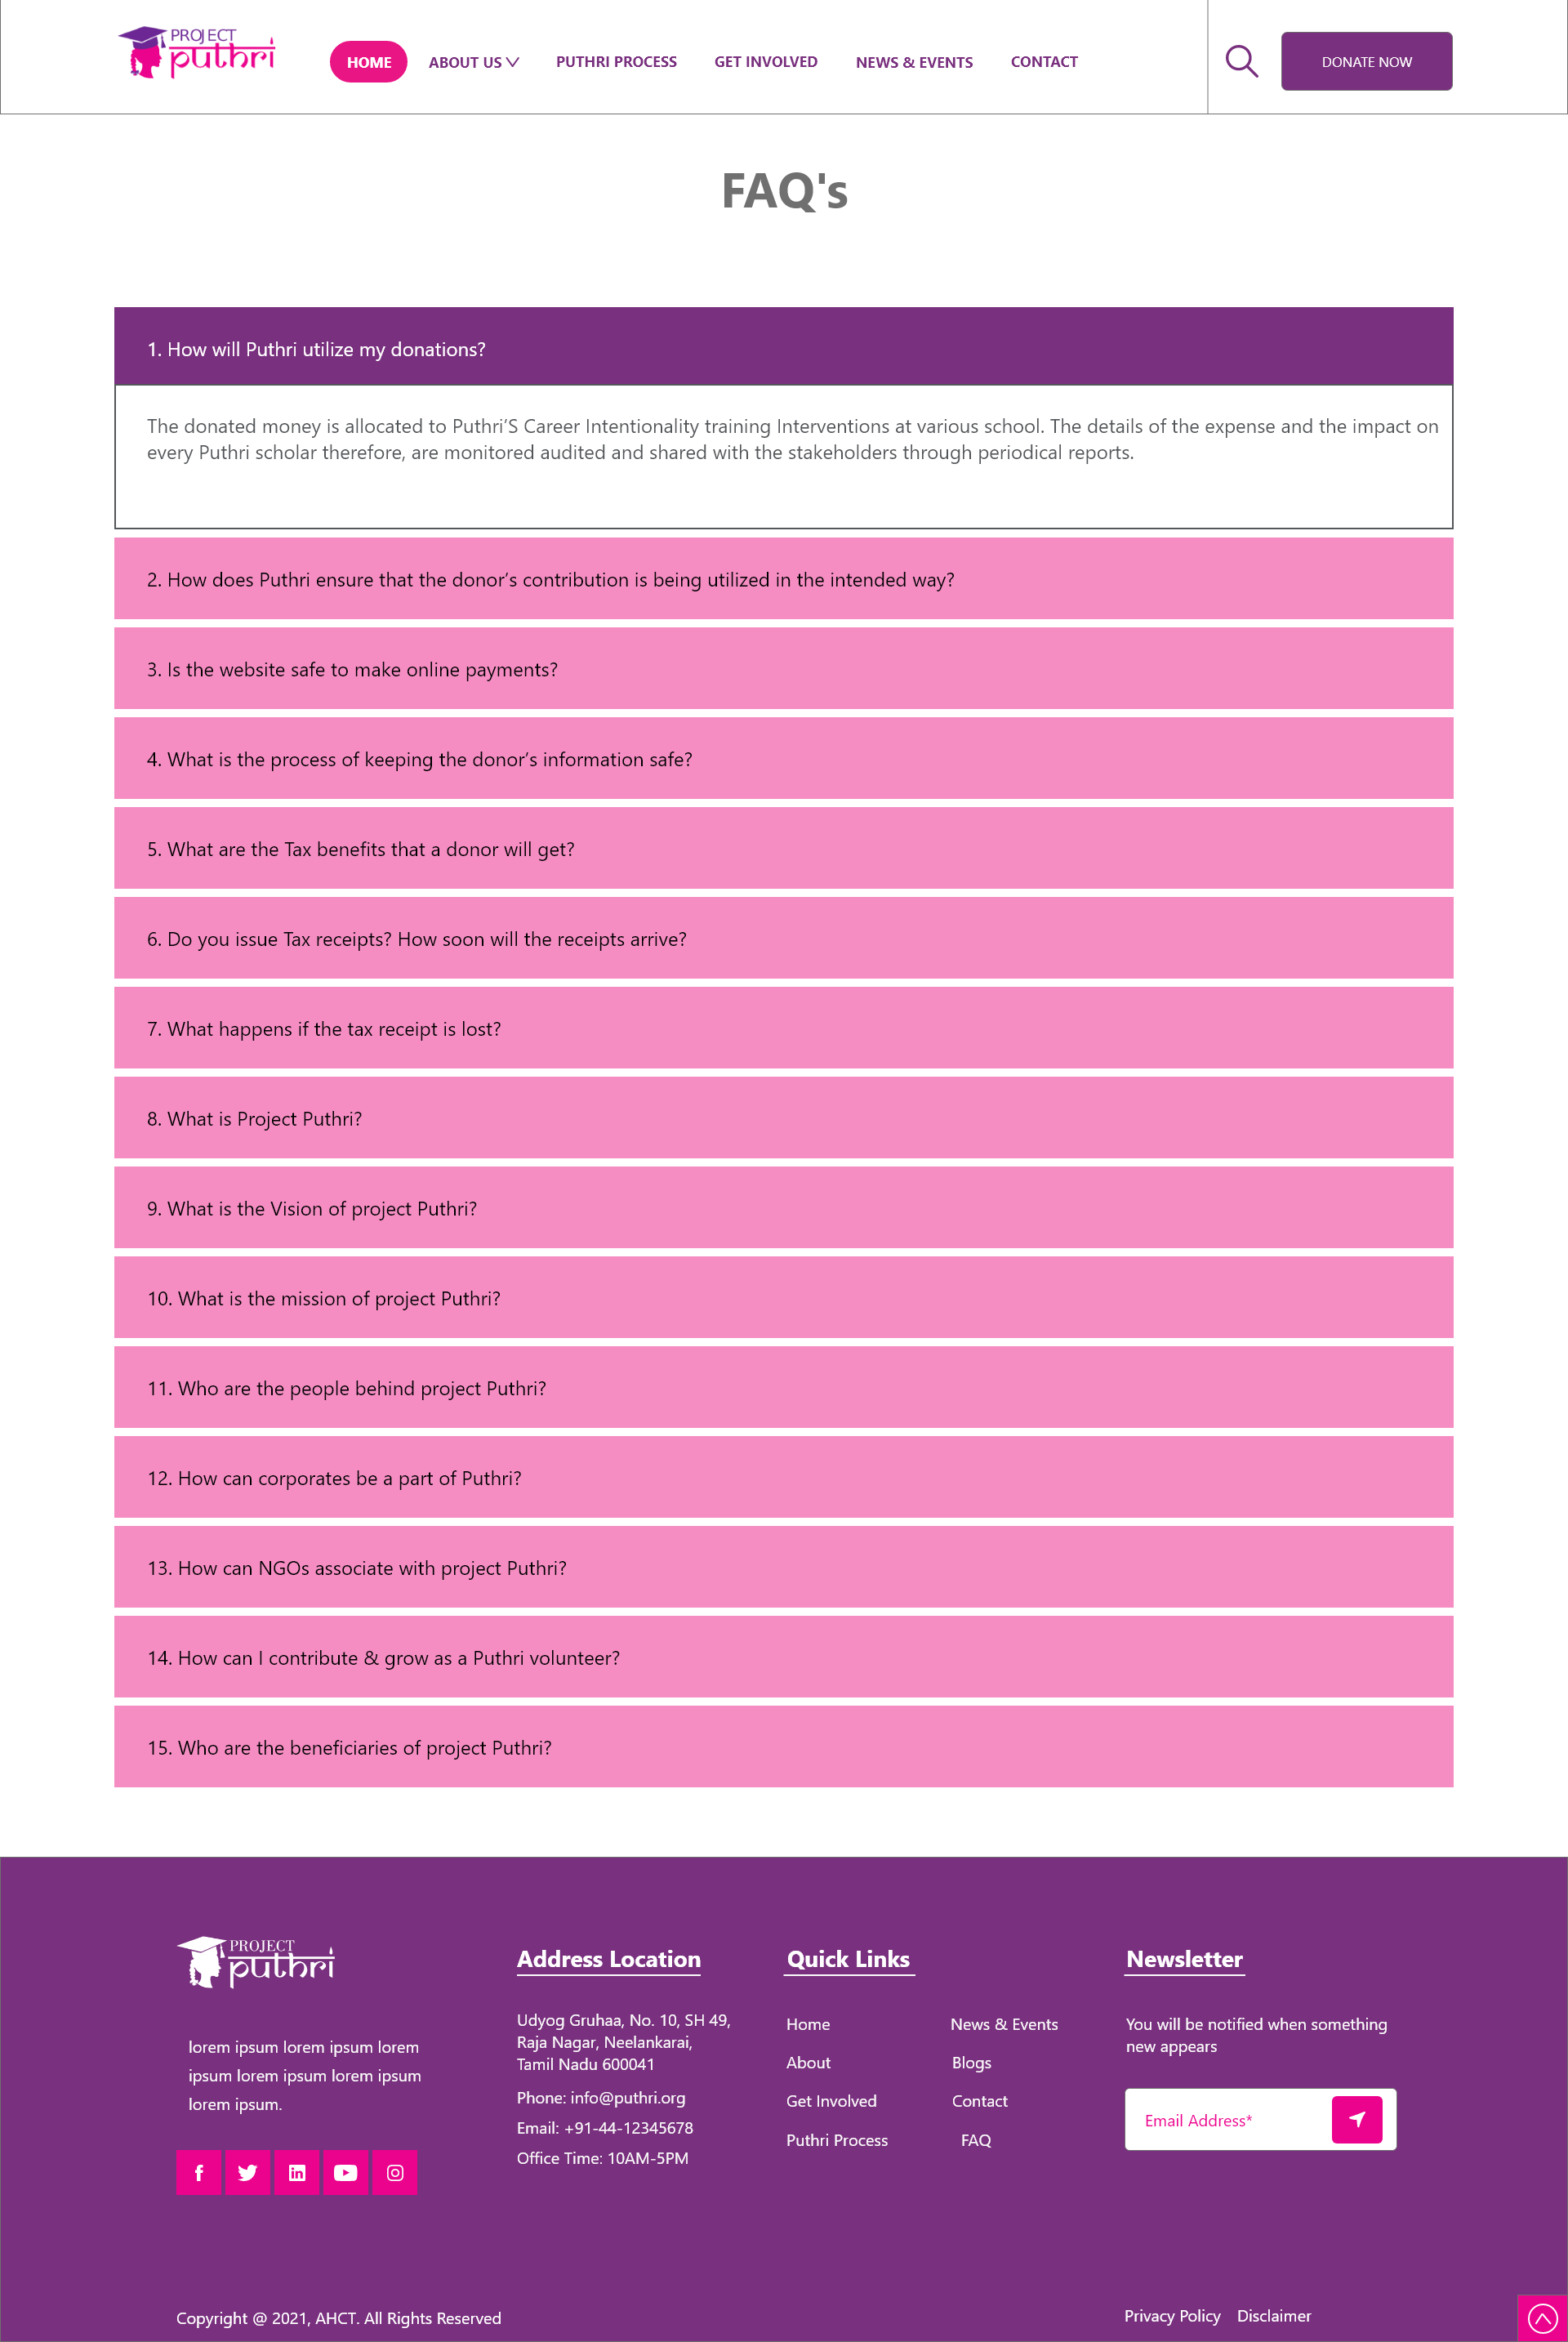 PROJECT
puthri
HOME
ABOUT US
PUTHRI PROCESS
GET INVOLVED
NEWS & EVENTS
CONTACT
DONATE NOW
FAQ's
1. How will Puthri utilize my donations?
The donated money is allocated to Puthri’S Career Intentionality training Interventions at various school. The details of the expense and the impact on
every Puthri scholar therefore, are monitored audited and shared with the stakeholders through periodical reports.
2. How does Puthri ensure that the donor’s contribution is being utilized in the intended way?
3. Is the website safe to make online payments?
4. What is the process of keeping the donor’s information safe?
5. What are the Tax benefits that a donor will get?
6. Do you issue Tax receipts? How soon will the receipts arrive?
7. What happens if the tax receipt is lost?
8. What is Project Puthri?
9. What is the Vision of project Puthri?
10. What is the mission of project Puthri?
11. Who are the people behind project Puthri?
12. How can corporates be a part of Puthri?
13. How can NGOs associate with project Puthri?
14. How can I contribute & grow as a Puthri volunteer?
15. Who are the beneficiaries of project Puthri?
PROJECT
puthri
lorem ipsum lorem ipsum lorem
ipsum lorem ipsum lorem ipsum
lorem ipsum.
Address Location
Udyog Gruhaa, No. 10, SH 49,
Raja Nagar, Neelankarai,
Tamil Nadu 600041
Phone: info@puthri.org
Email: +91-44-12345678
Office Time: 10AM-5PM
Quick Links
Home
About
Get Involved
Puthri Process
News & Events
Blogs
Contact
FAQ
Newsletter
You will be notified when something
new appears
Email Address*
Copyright @ 2021, AHCT. All Rights Reserved
Privacy Policy
Disclaimer